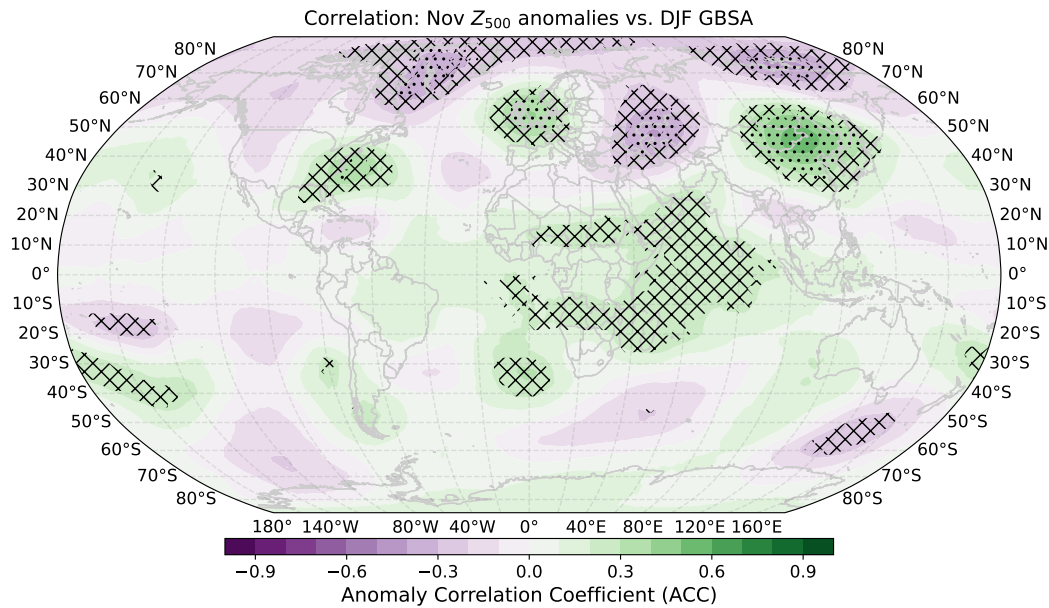 Correlation: Nov Z500 anomalies vs. DJF GBSA
80°N 80°N
70°N 70°N
60°N 60°N
50°N 50°N
40°N 40°N
30°N 30°N
20°N 20°N
10°N 10°N
0° 0°
10°S 10°S
20°S 20°S
30°S 30°S
40°S 40°S
50°S 50°S
60°S 60°S
70°S 70°S
80°S 80°S
180° 140°W 80°W 40°W 0° 40°E 80°E 120°E 160°E
−0.9 −0.6 −0.3 0.0 0.3 0.6 0.9
Anomaly Correlation Coefficient (ACC)